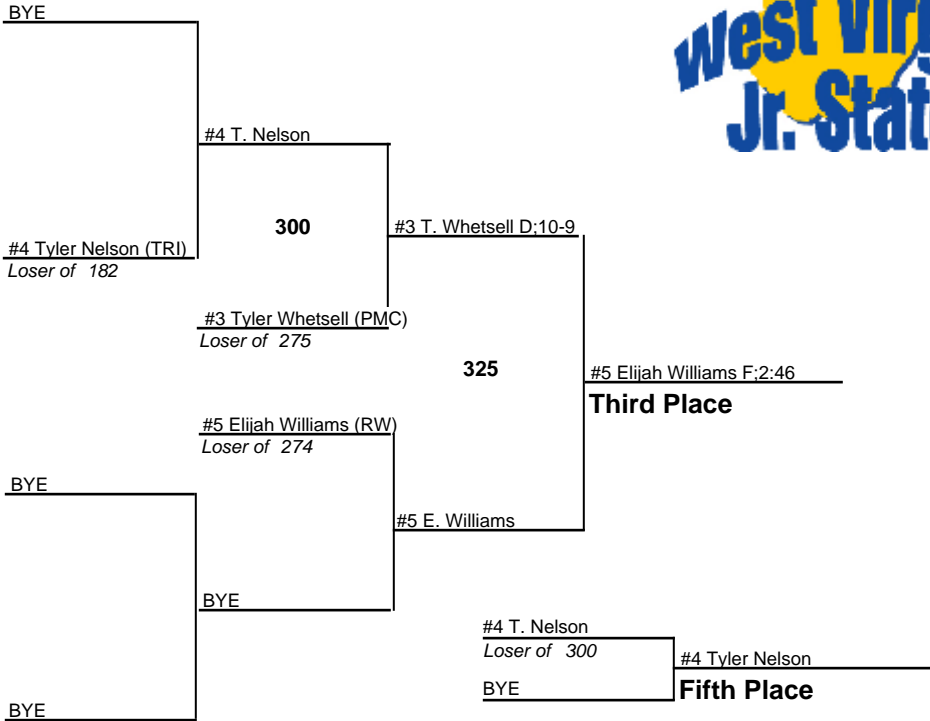 BYE
West
Jr.
#4 T. Nelson
300
#3 T. Whetsell D;10-9
#4 Tyler Nelson (TRI)
Loser of 182
#3 Tyler Whetsell (PMC)
Loser of 275
325
#5 Elijah Williams F;2:46
Third Place
#5 Elijah Williams (RW)
Loser of 274
BYE
#5 E. Williams
BYE
#4 T. Nelson
Loser of 300
#4 Tyler Nelson
BYE
Fifth Place
BYE